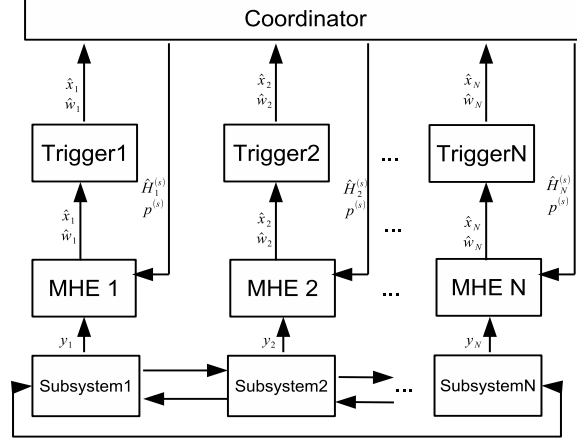 Coordinator
x̂₁
ŵ₁
x̂₂
ŵ₂
x̂_N
ŵ_N
Trigger1
Trigger2
...
TriggerN
Ĥ₁⁽ˢ⁾
p⁽ˢ⁾
Ĥ₂⁽ˢ⁾
p⁽ˢ⁾
Ĥ_N⁽ˢ⁾
p⁽ˢ⁾
x̂₁
ŵ₁
x̂₂
ŵ₂
...
x̂_N
ŵ_N
MHE 1
MHE 2
...
MHE N
y₁
y₂
y_N
Subsystem1
Subsystem2
...
SubsystemN